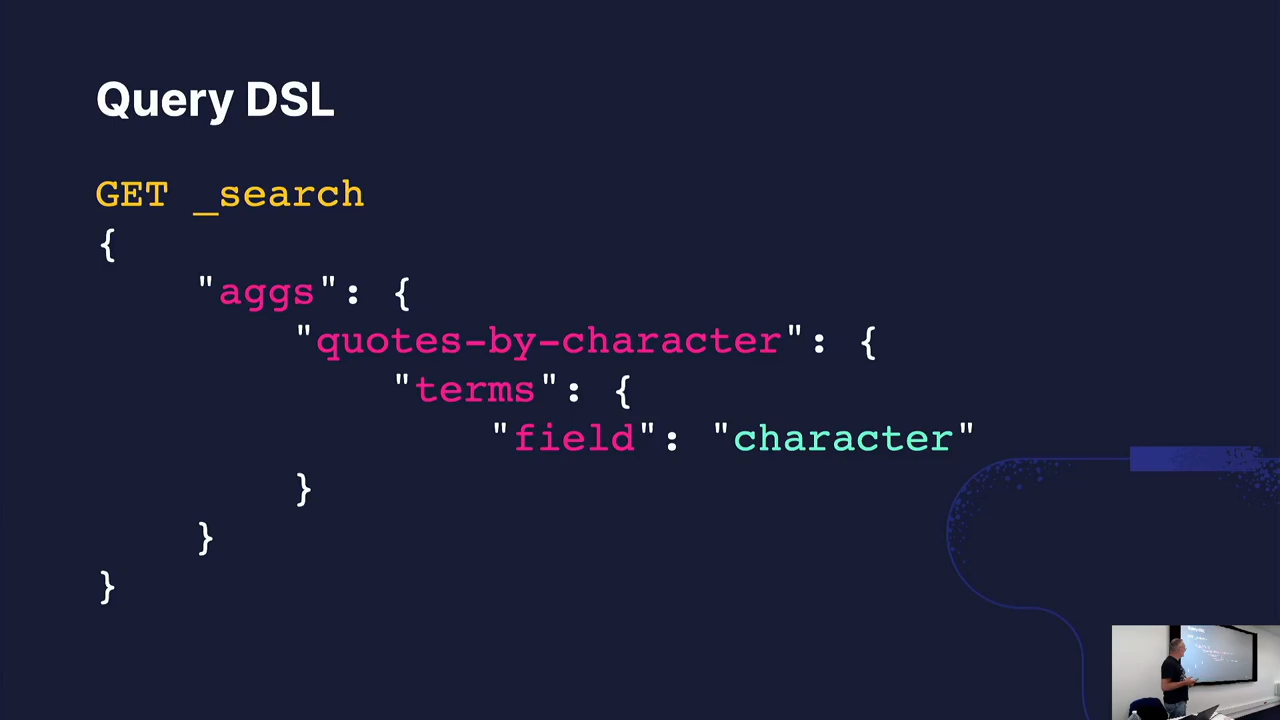 Query DSL
GET _search
{
"aggs": {
"quotes-by-character": {
"terms": {
"field": "character"
}
}
}